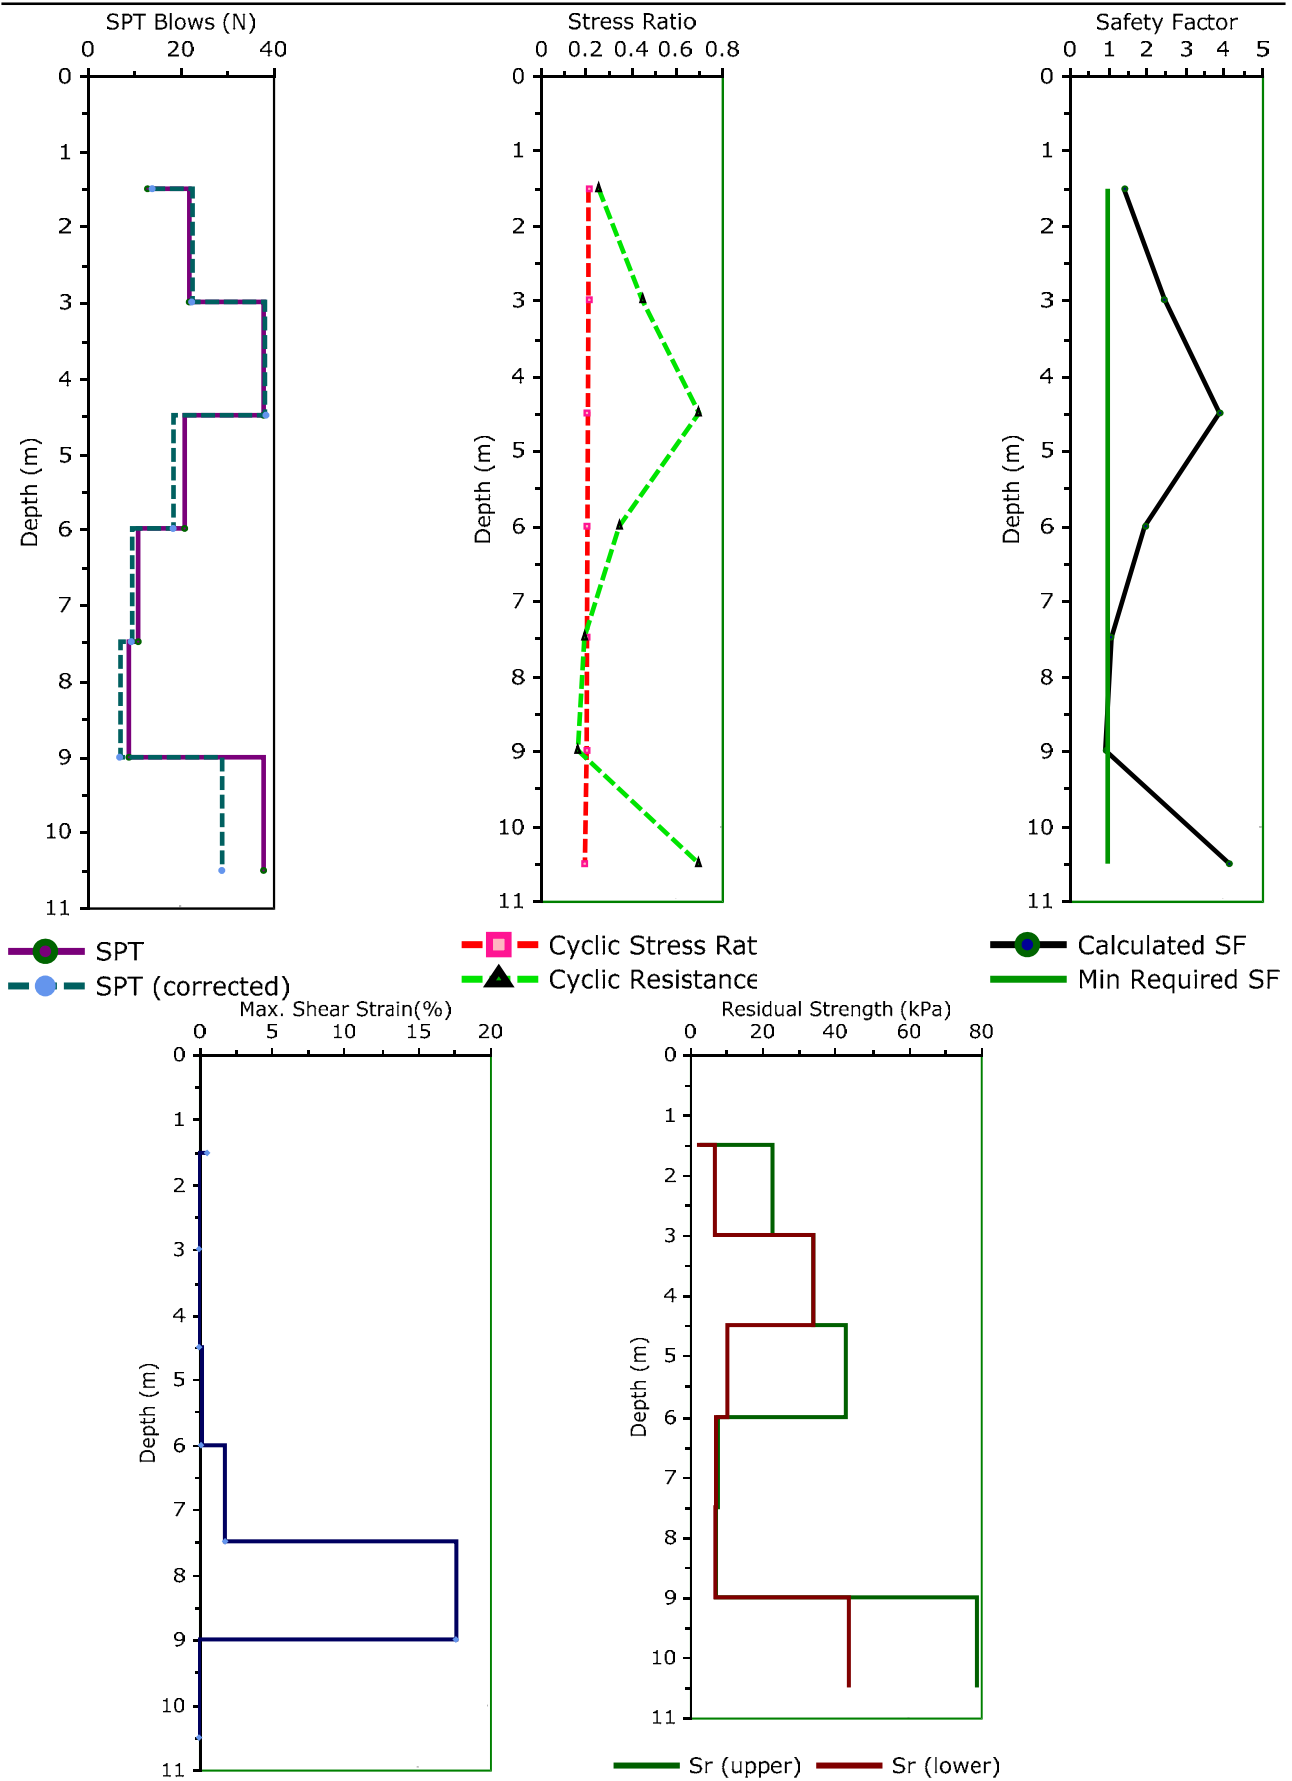 SPT Blows (N)
0 20 40
0
1
2
3
4
5
6
7
8
9
10
11
Depth (m)
SPT
SPT (corrected)
Stress Ratio
0 0.2 0.4 0.6 0.8
0
1
2
3
4
5
6
7
8
9
10
11
Depth (m)
Cyclic Stress Rat
Cyclic Resistance
Safety Factor
0 1 2 3 4 5
0
1
2
3
4
5
6
7
8
9
10
11
Depth (m)
Calculated SF
Min Required SF
Max. Shear Strain(%)
0 5 10 15 20
0
1
2
3
4
5
6
7
8
9
10
11
Depth (m)
Residual Strength (kPa)
0 20 40 60 80
0
1
2
3
4
5
6
7
8
9
10
11
Depth (m)
Sr (upper) Sr (lower)